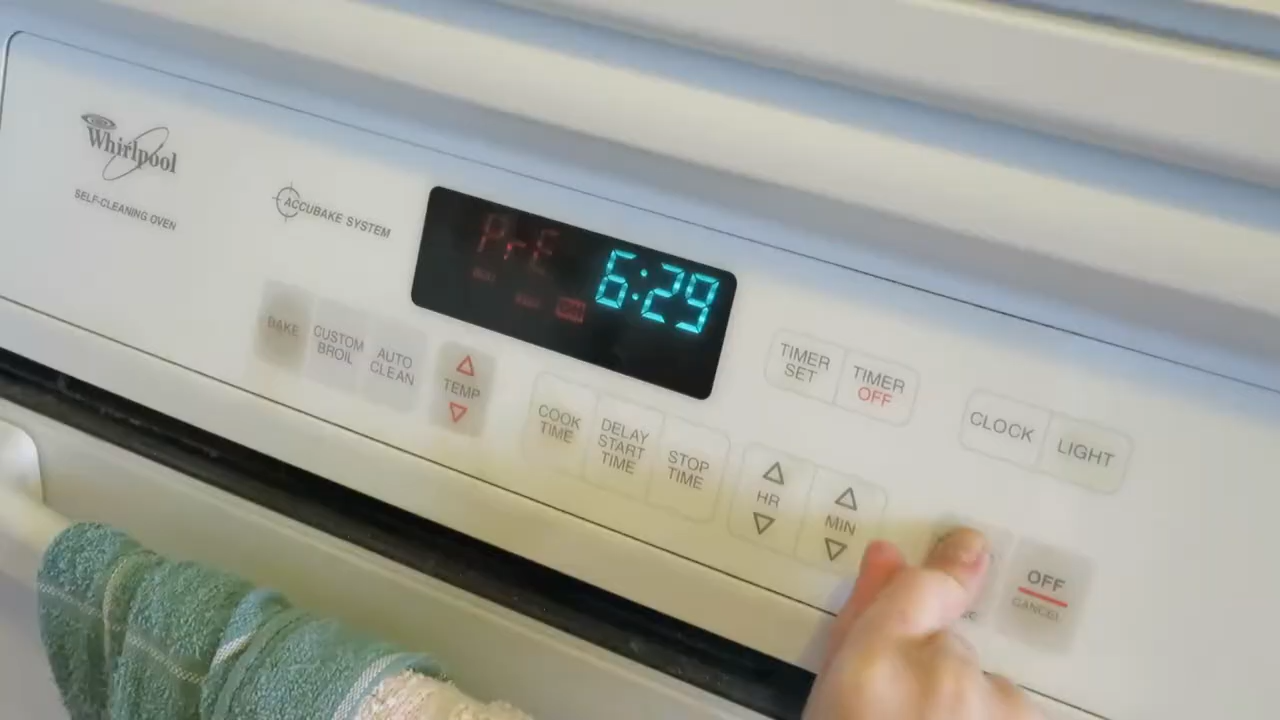 Whirlpool
SELF-CLEANING OVEN
ACCUBAKE SYSTEM
PrE
6:29
BAKE
CUSTOM
BROIL
AUTO
CLEAN
TEMP
COOK
TIME
DELAY
START
TIME
STOP
TIME
HR
MIN
TIMER
SET
TIMER
OFF
CLOCK
LIGHT
OFF
CANCEL